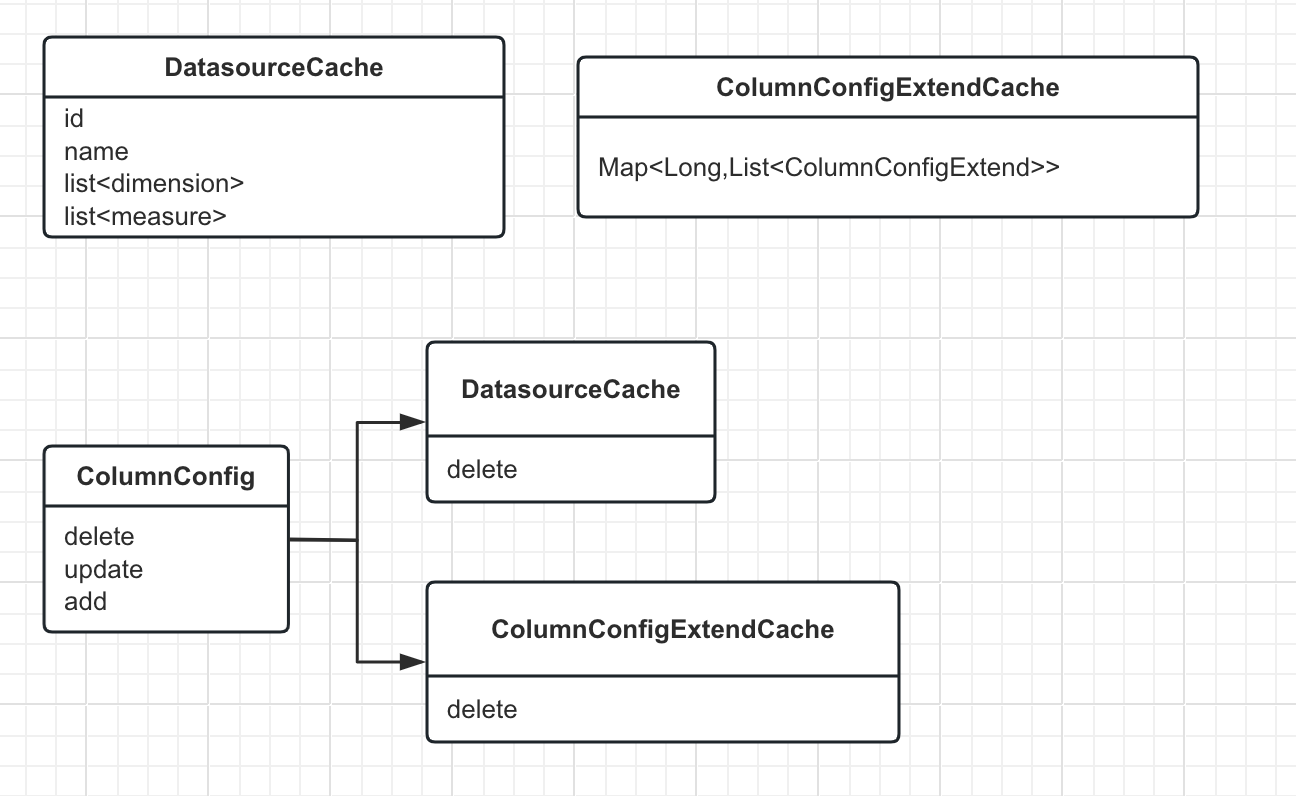 DatasourceCache
id
name
list<dimension>
list<measure>
ColumnConfigExtendCache
Map<Long,List<ColumnConfigExtend>>
DatasourceCache
delete
ColumnConfig
delete
update
add
ColumnConfigExtendCache
delete